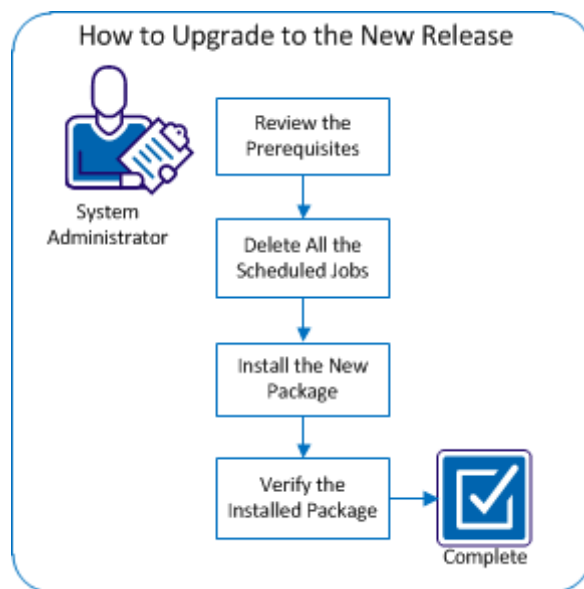 How to Upgrade to the New Release
System
Administrator
Review the
Prerequisites
Delete All the
Scheduled Jobs
Install the New
Package
Verify the
Installed Package
Complete